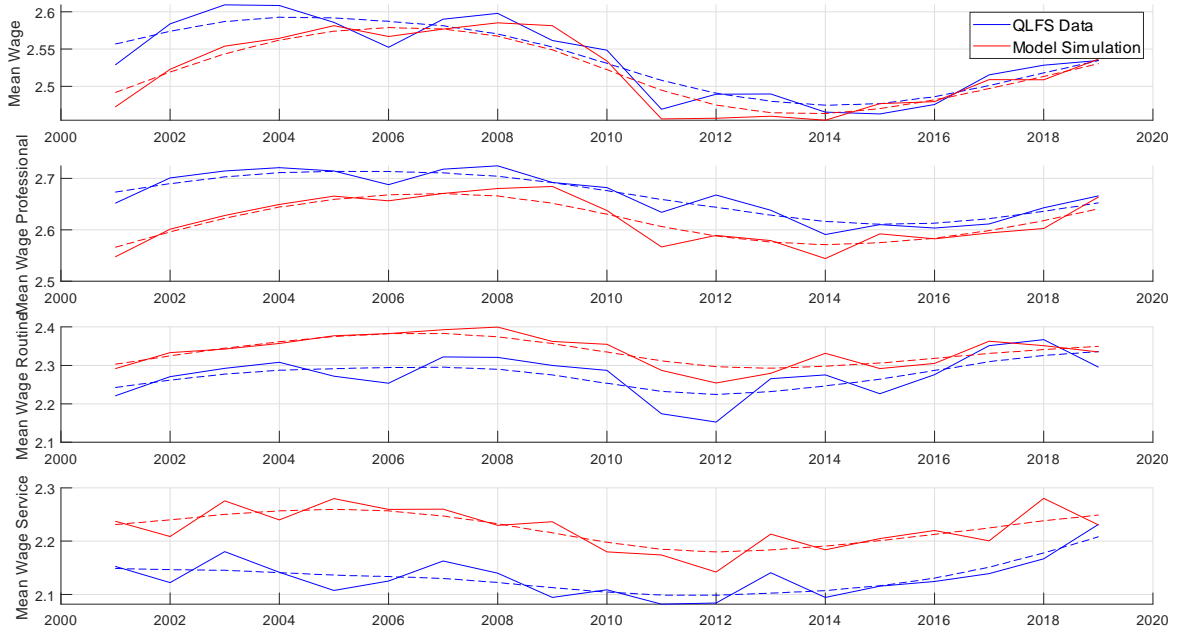 Mean Wage
2.6
2.55
2.5
QLFS Data
Model Simulation
2000 2002 2004 2006 2008 2010 2012 2014 2016 2018 2020
Mean Wage Professional
2.7
2.6
2.5
2000 2002 2004 2006 2008 2010 2012 2014 2016 2018 2020
Mean Wage Routine
2.4
2.3
2.2
2.1
2000 2002 2004 2006 2008 2010 2012 2014 2016 2018 2020
Mean Wage Service
2.3
2.2
2.1
2000 2002 2004 2006 2008 2010 2012 2014 2016 2018 2020